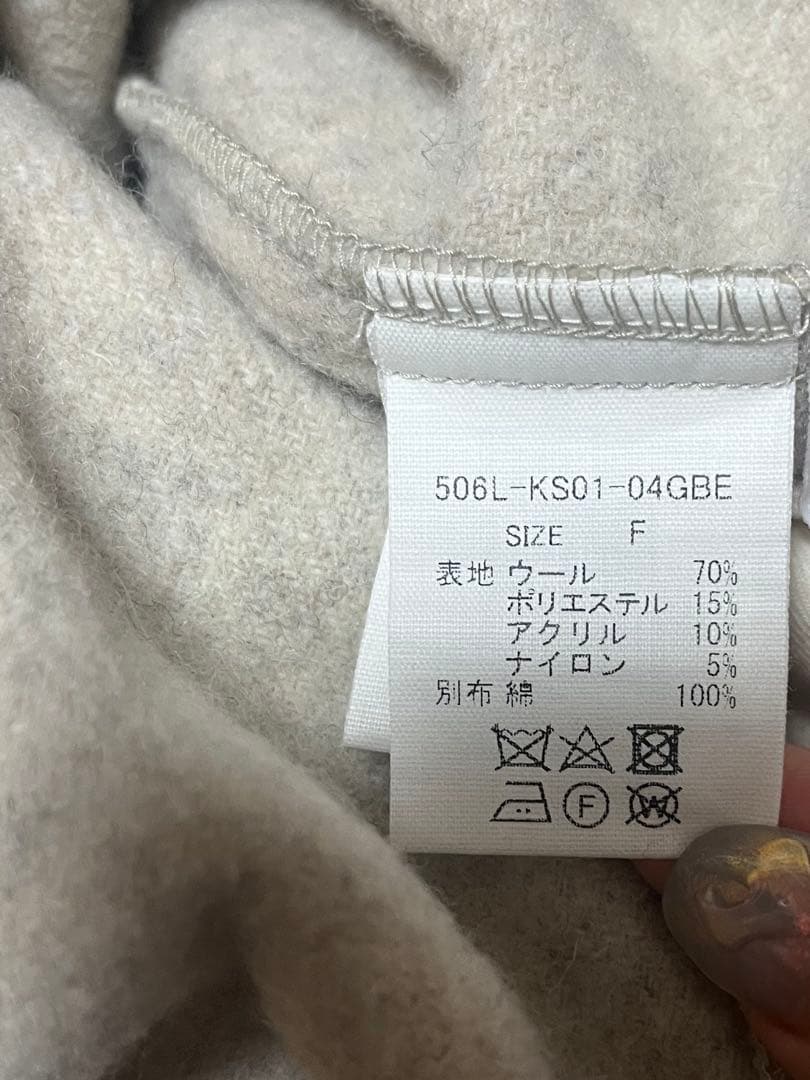 506L-KS01-04GBE
SIZE F
表地 ウール 70%
ポリエステル 15%
アクリル 10%
ナイロン 5%
別布 綿 100%
F W